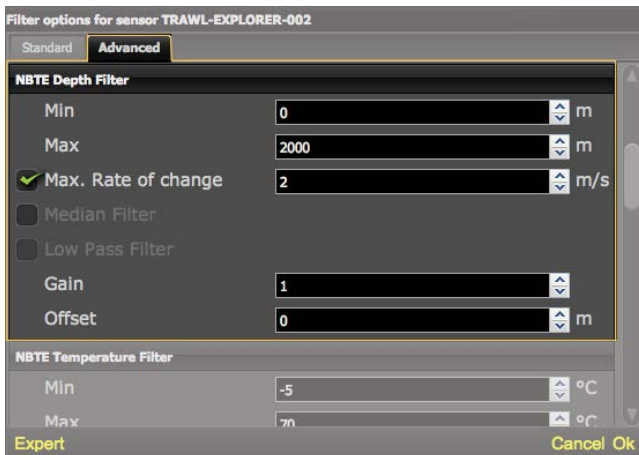 Filter options for sensor TRAWL-EXPLORER-002
Standard Advanced
NBTE Depth Filter
Min 0 m
Max 2000 m
Max. Rate of change 2 m/s
Median Filter
Low Pass Filter
Gain 1
Offset 0 m
NBTE Temperature Filter
Min -5 °C
Max 70 °C
Expert Cancel Ok